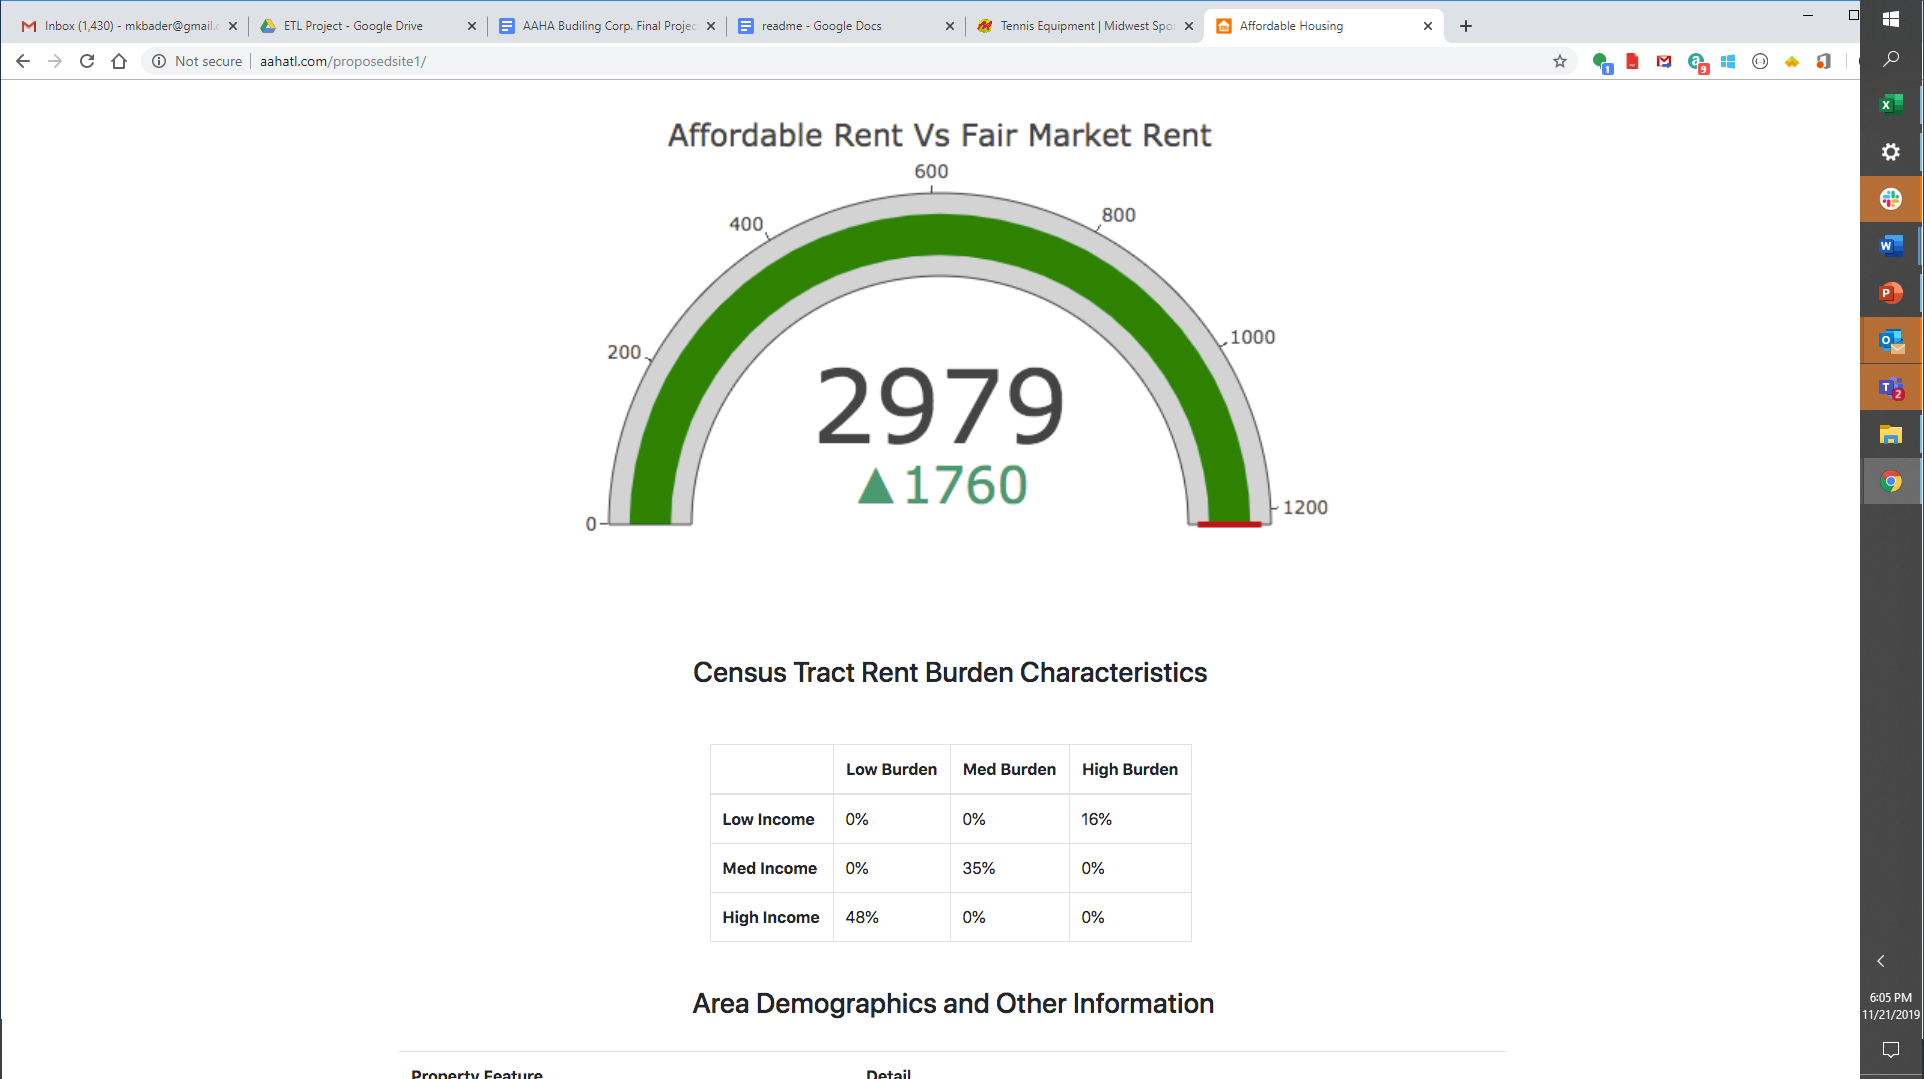 Inbox (1,430) - mkbader@gmail.c
ETL Project - Google Drive
AAHA Budiling Corp. Final Projec
readme - Google Docs
Tennis Equipment | Midwest Spo
Affordable Housing
Not secure
aahatl.com/proposedsite1/
1
9
Affordable Rent Vs Fair Market Rent
600
400
800
200
1000
2979
▲1760
0
1200
Census Tract Rent Burden Characteristics
Low Burden Med Burden High Burden
Low Income 0% 0% 16%
Med Income 0% 35% 0%
High Income 48% 0% 0%
Area Demographics and Other Information
Property Feature Detail
2
6:05 PM
11/21/2019